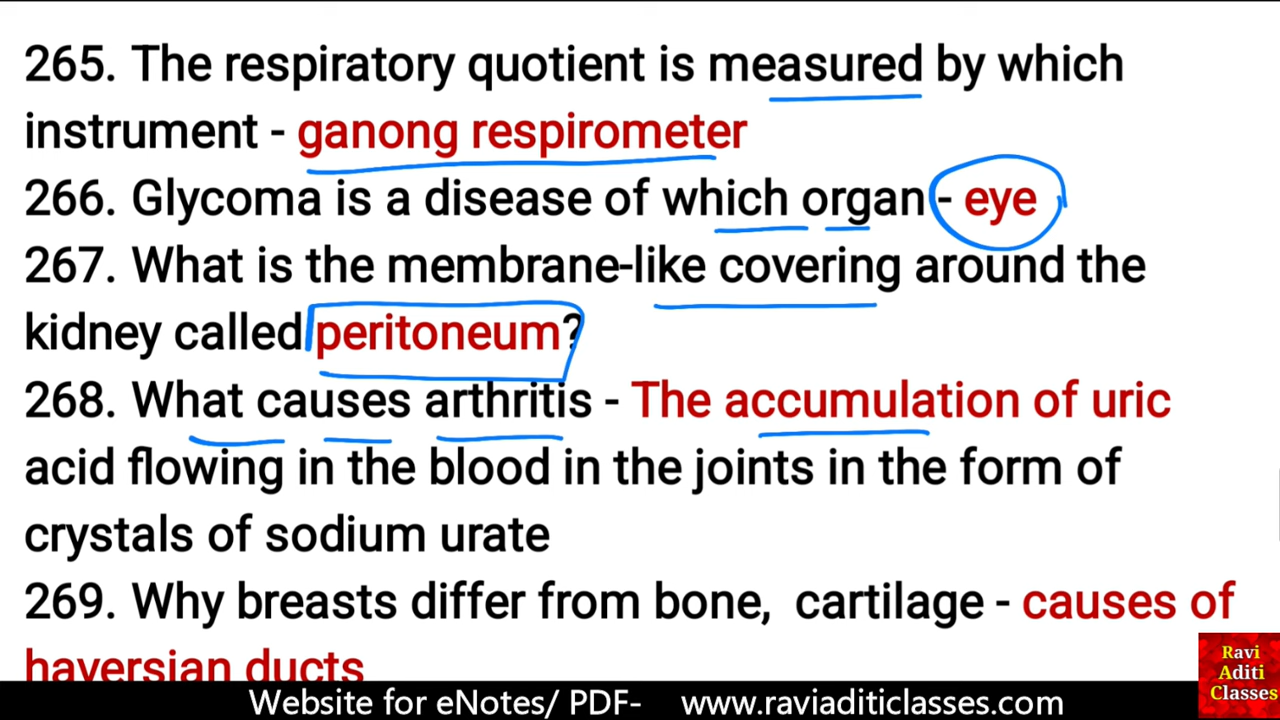 265. The respiratory quotient is measured by which
instrument - ganong respirometer
266. Glycoma is a disease of which organ - eye
267. What is the membrane-like covering around the
kidney called peritoneum?
268. What causes arthritis - The accumulation of uric
acid flowing in the blood in the joints in the form of
crystals of sodium urate
269. Why breasts differ from bone, cartilage - causes of
haversian ducts
Ravi
Aditi
Classes
Website for eNotes/ PDF- www.raviaditiclasses.com